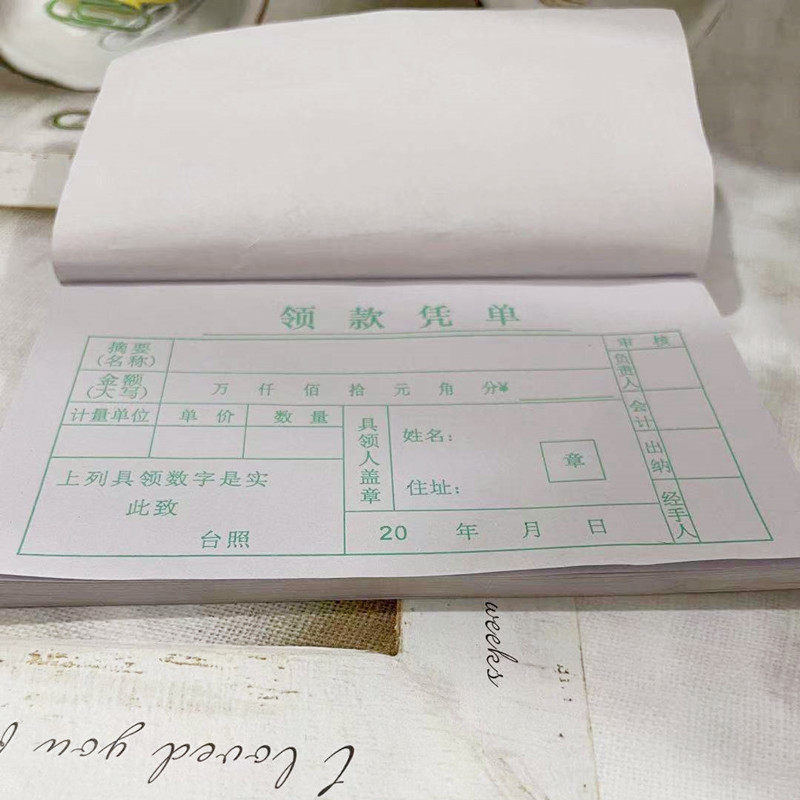 领款凭单
摘要
(名称)
审核
金额
(大写)
万 仟 佰 拾 元 角 分¥
负责人
计量单位 单价 数量
具领人盖章
姓名：
章
住址：
会计
出纳
上列具领数字是实
此致
台照
20 年 月 日
经手人
weeks
I loved you